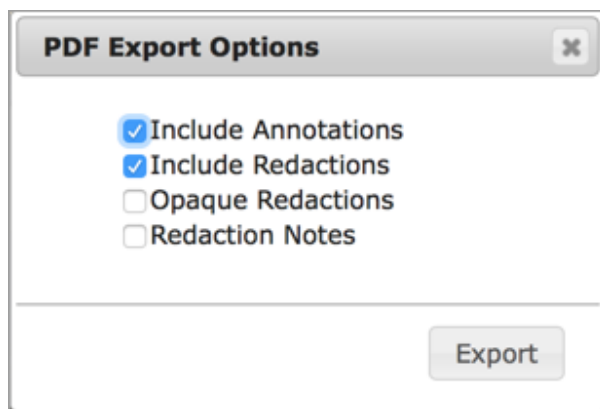 PDF Export Options
Include Annotations
Include Redactions
Opaque Redactions
Redaction Notes
Export